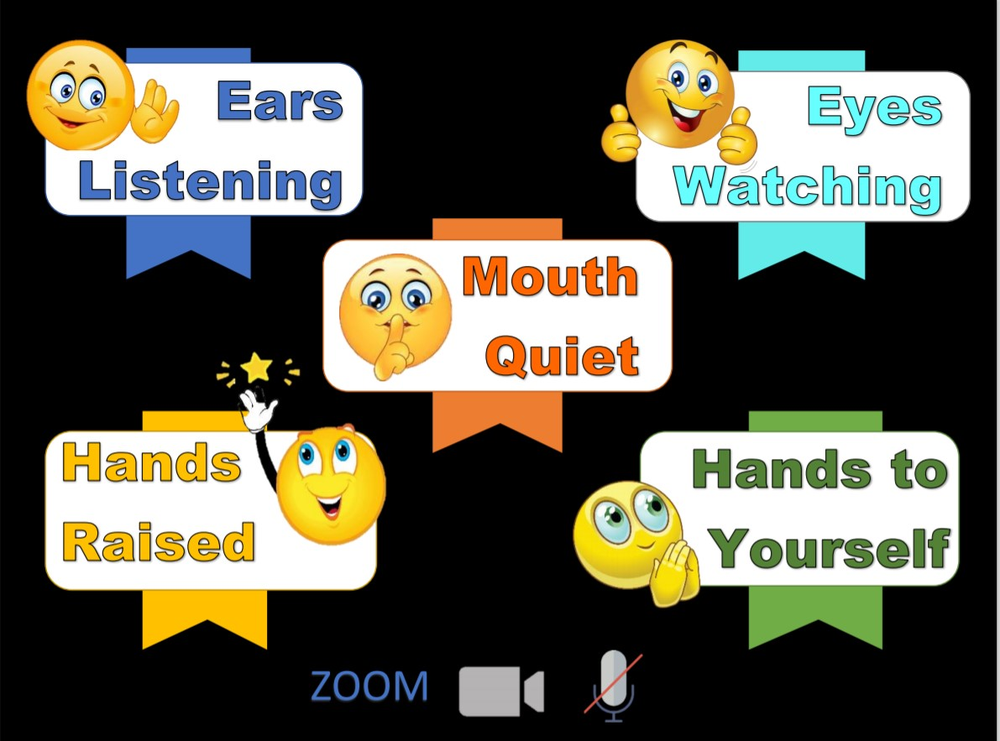 Ears
Listening
Eyes
Watching
Mouth
Quiet
Hands
Raised
Hands to
Yourself
ZOOM